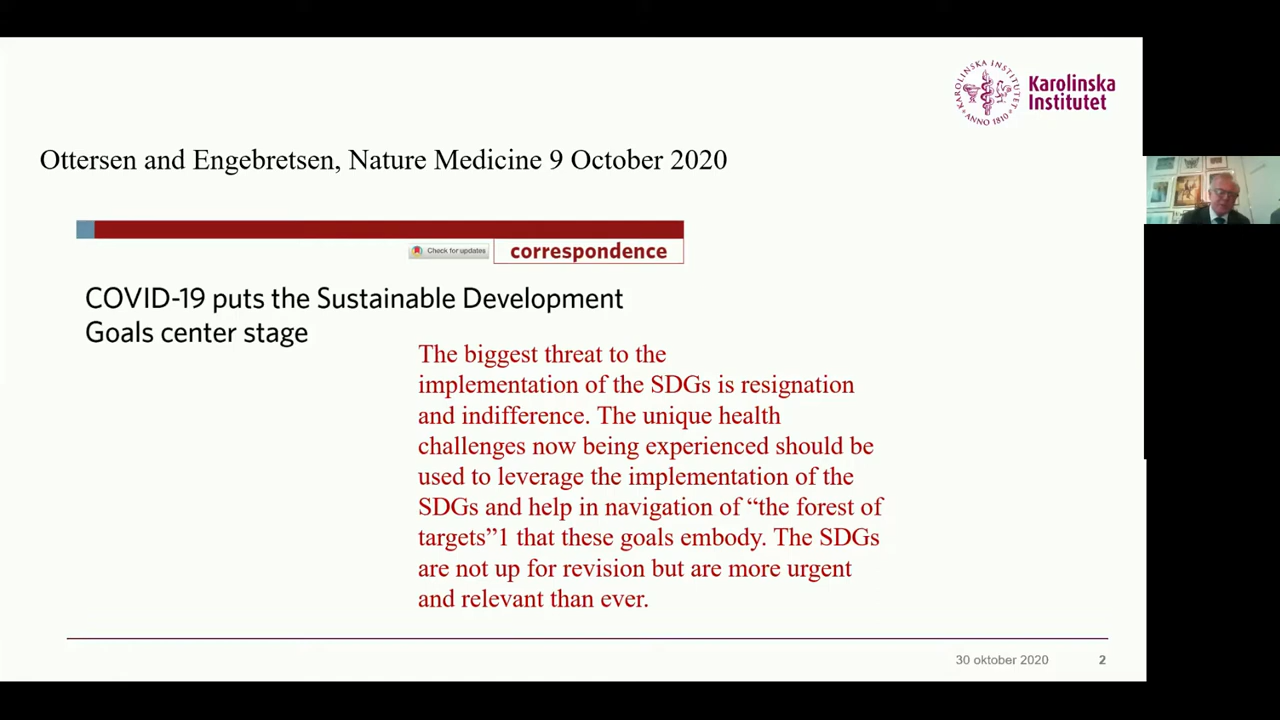 KAROLINSKA INSTITUTET
ANNO 1810
Karolinska
Institutet
Ottersen and Engebretsen, Nature Medicine 9 October 2020
Check for updates
correspondence
COVID-19 puts the Sustainable Development
Goals center stage
The biggest threat to the
implementation of the SDGs is resignation
and indifference. The unique health
challenges now being experienced should be
used to leverage the implementation of the
SDGs and help in navigation of “the forest of
targets”1 that these goals embody. The SDGs
are not up for revision but are more urgent
and relevant than ever.
30 oktober 2020
2